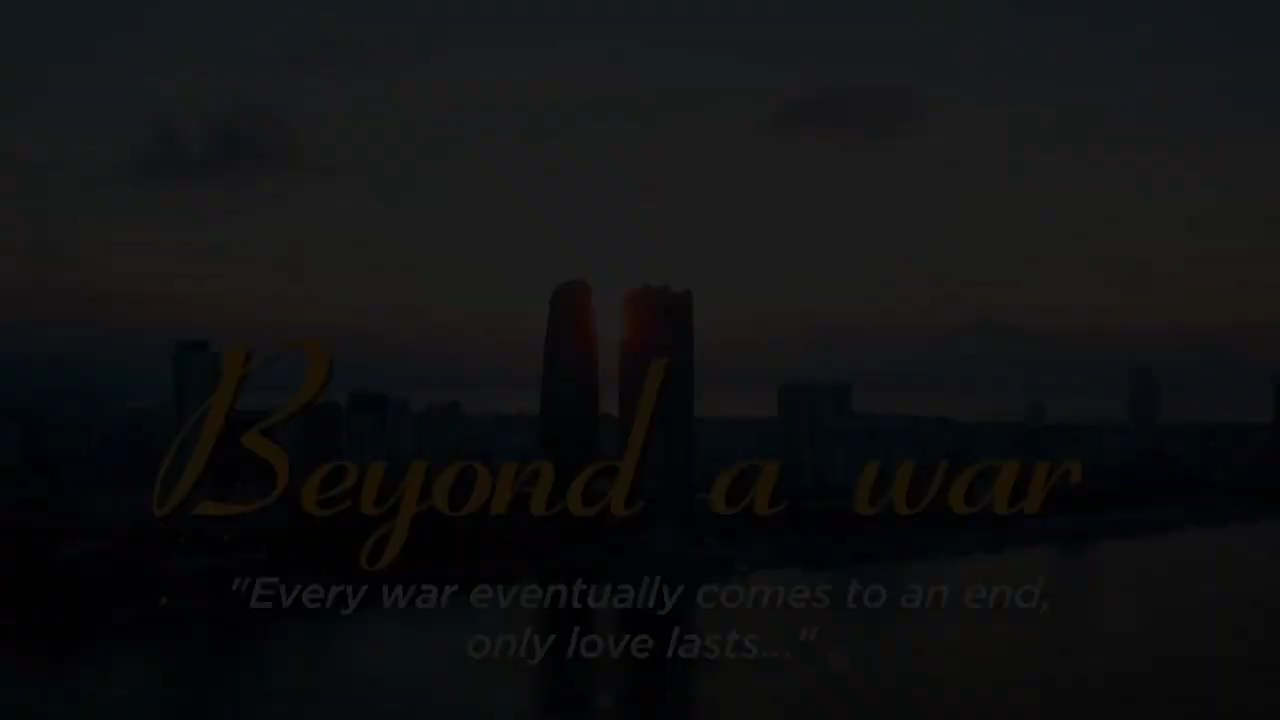 Beyond a war
"Every war eventually comes to an end,
only love lasts..."